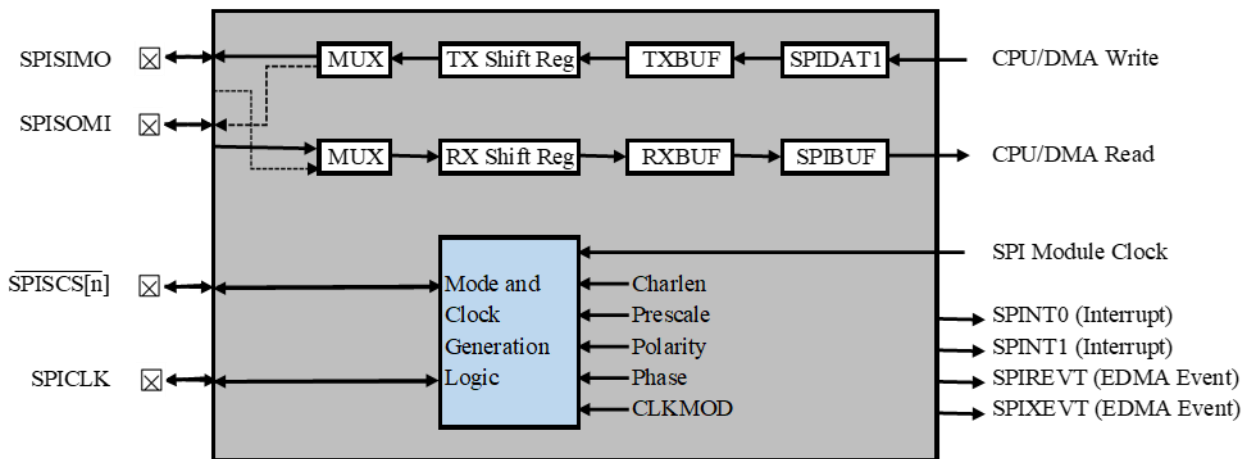 SPISIMO MUX TX Shift Reg TXBUF SPIDAT1 CPU/DMA Write
SPISOMI
MUX RX Shift Reg RXBUF SPIBUF CPU/DMA Read
SPI Module Clock
SPISCS[n] Mode and Charlen
Clock Prescale SPINT0 (Interrupt)
Generation Polarity SPINT1 (Interrupt)
SPICLK Logic Phase SPIREVT (EDMA Event)
CLKMOD SPIXEVT (EDMA Event)